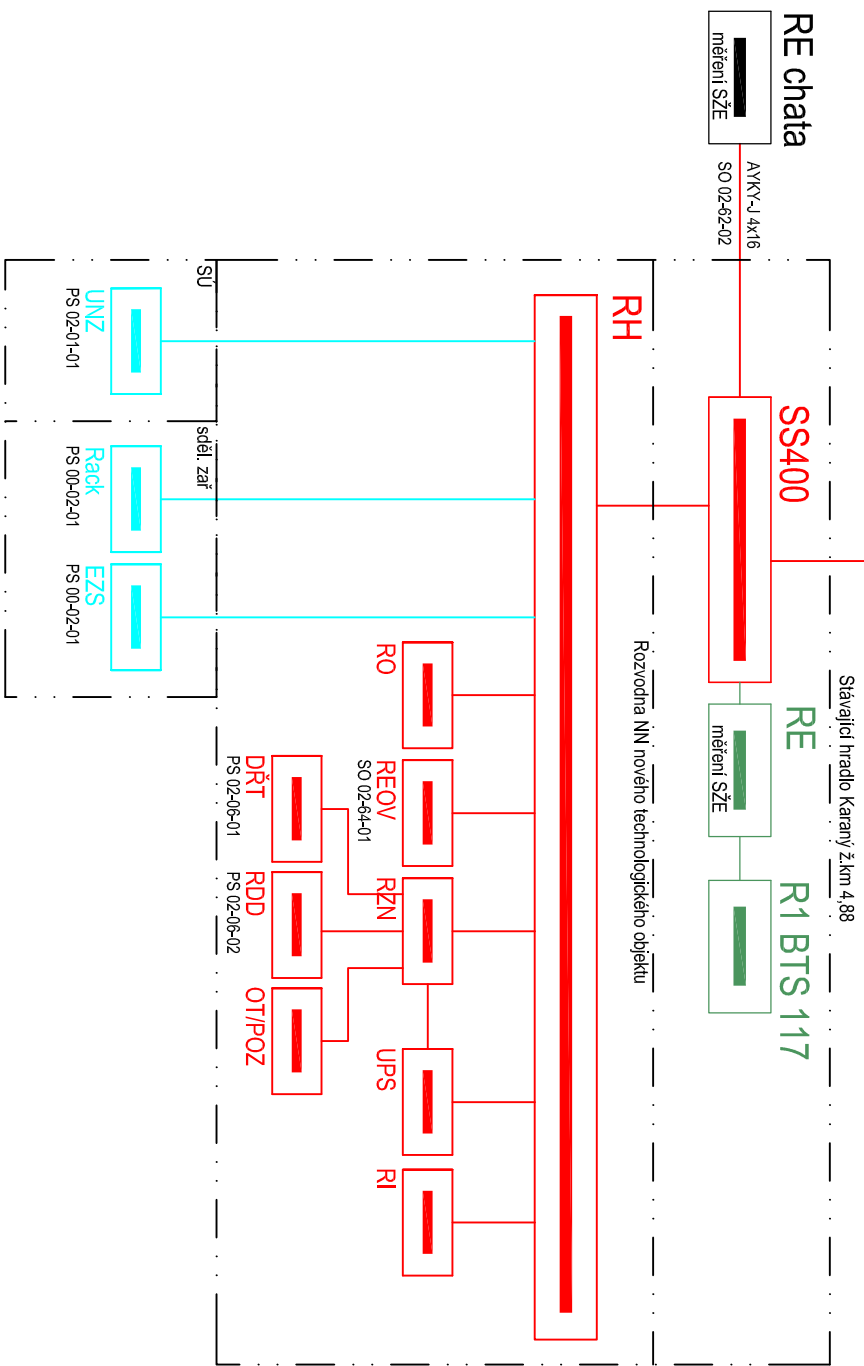 Stávající hradlo Karaný ž.km 4,88
RE chata
měření SŽE
AYKY-J 4x16
SO 02-62-02
SS400
RE
měření SŽE
R1 BTS 117
Rozvodna NN nového technologického objektu
RH
RO
REOV
SO 02-64-01
RZN
UPS
RI
DŘT
PS 02-06-01
RDD
PS 02-06-02
OT/POZ
SÚ
sděl. zař
UNZ
PS 02-01-01
Rack
PS 00-02-01
EZS
PS 00-02-01